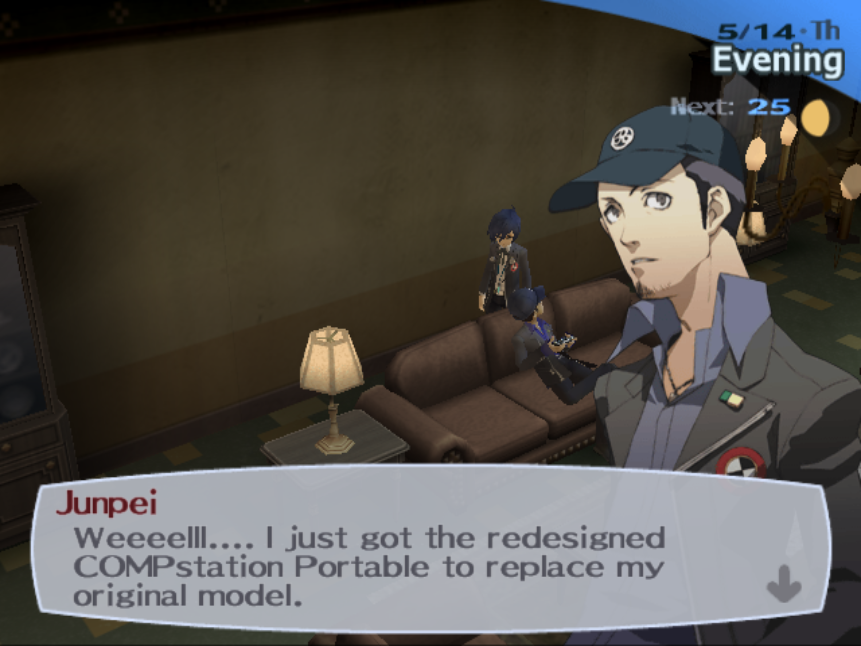 5/14·Th
Evening
Next: 25
Junpei
Weeeelll.... I just got the redesigned
COMPstation Portable to replace my
original model.